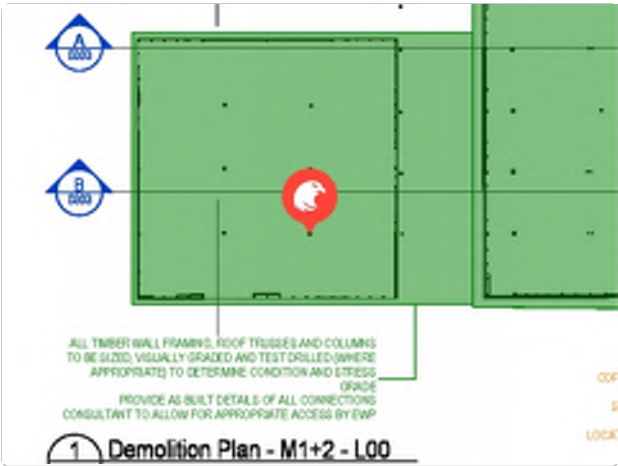 A
B
ALL TIMBER WALL FRAMING, ROOF TRUSSES AND COLUMNS
TO BE SIZED, VISUALLY GRADED AND TEST DRILLED (WHERE
APPROPRIATE) TO DETERMINE CONDITION AND STRESS
GRADE
PROVIDE AS BUILT DETAILS OF ALL CONNECTIONS
CONSULTANT TO ALLOW FOR APPROPRIATE ACCESS BY EWP
LOCAT
1 Demolition Plan - M1+2 - L00